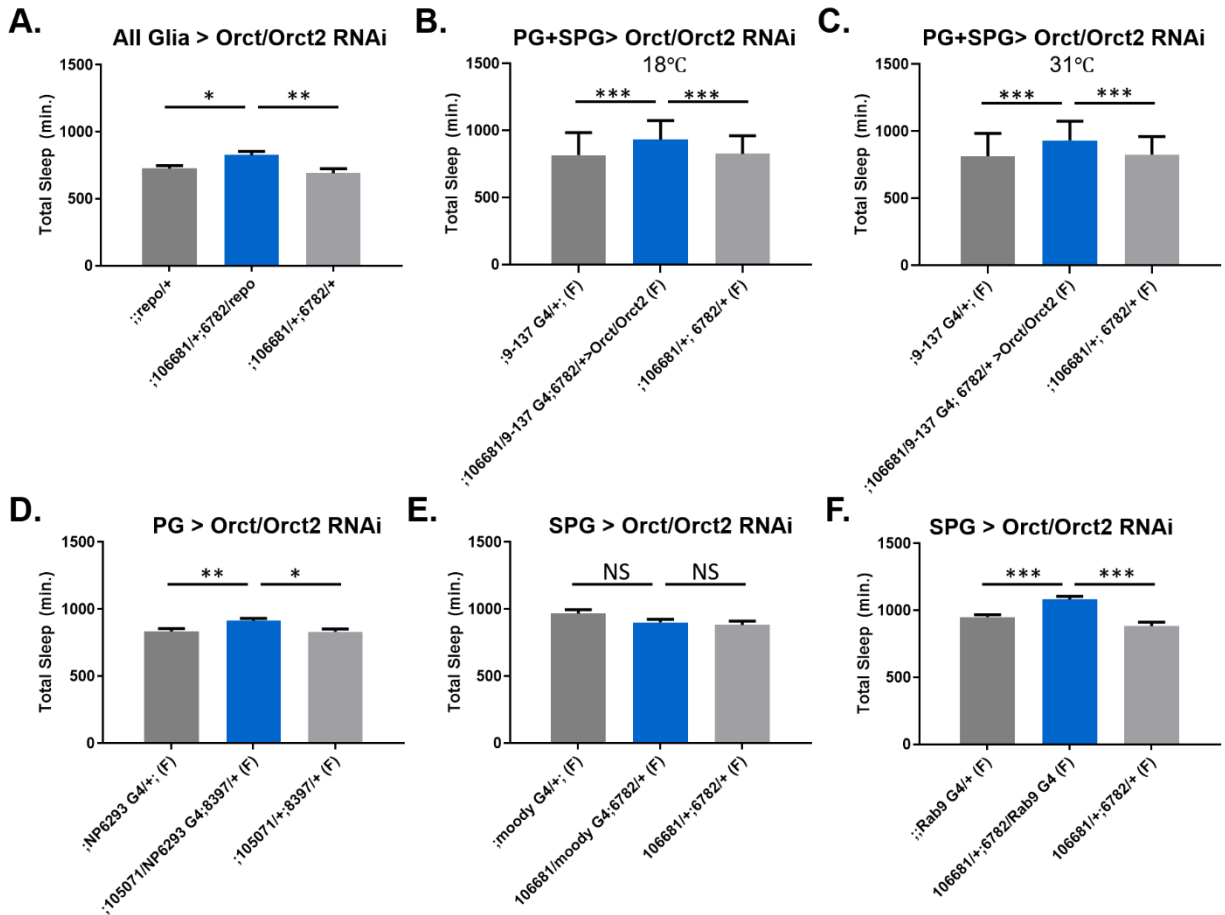 A.
All Glia > Orct/Orct2 RNAi
Total Sleep (min.)
1500
1000
500
0
*
**
;;repo/+
;106681/+;6782/repo
;106681/+;6782/+
B.
PG+SPG> Orct/Orct2 RNAi
18℃
Total Sleep (min.)
1500
1000
500
0
***
***
;9-137 G4/+; (F)
;106681/9-137 G4;6782/+>Orct/Orct2 (F)
;106681/+; 6782/+ (F)
C.
PG+SPG> Orct/Orct2 RNAi
31℃
Total Sleep (min.)
1500
1000
500
0
***
***
;9-137 G4/+; (F)
;106681/9-137 G4; 6782/+ >Orct/Orct2 (F)
;106681/+; 6782/+ (F)
D.
PG > Orct/Orct2 RNAi
Total Sleep (min.)
1500
1000
500
0
**
*
;NP6293 G4/+; (F)
;105071/NP6293 G4;8397/+ (F)
;105071/+;8397/+ (F)
E.
SPG > Orct/Orct2 RNAi
Total Sleep (min.)
1500
1000
500
0
NS
NS
;moody G4/+; (F)
106681/moody G4;6782/+ (F)
106681/+;6782/+ (F)
F.
SPG > Orct/Orct2 RNAi
Total Sleep (min.)
1500
1000
500
0
***
***
;;Rab9 G4/+ (F)
106681/+;6782/Rab9 G4 (F)
106681/+;6782/+ (F)